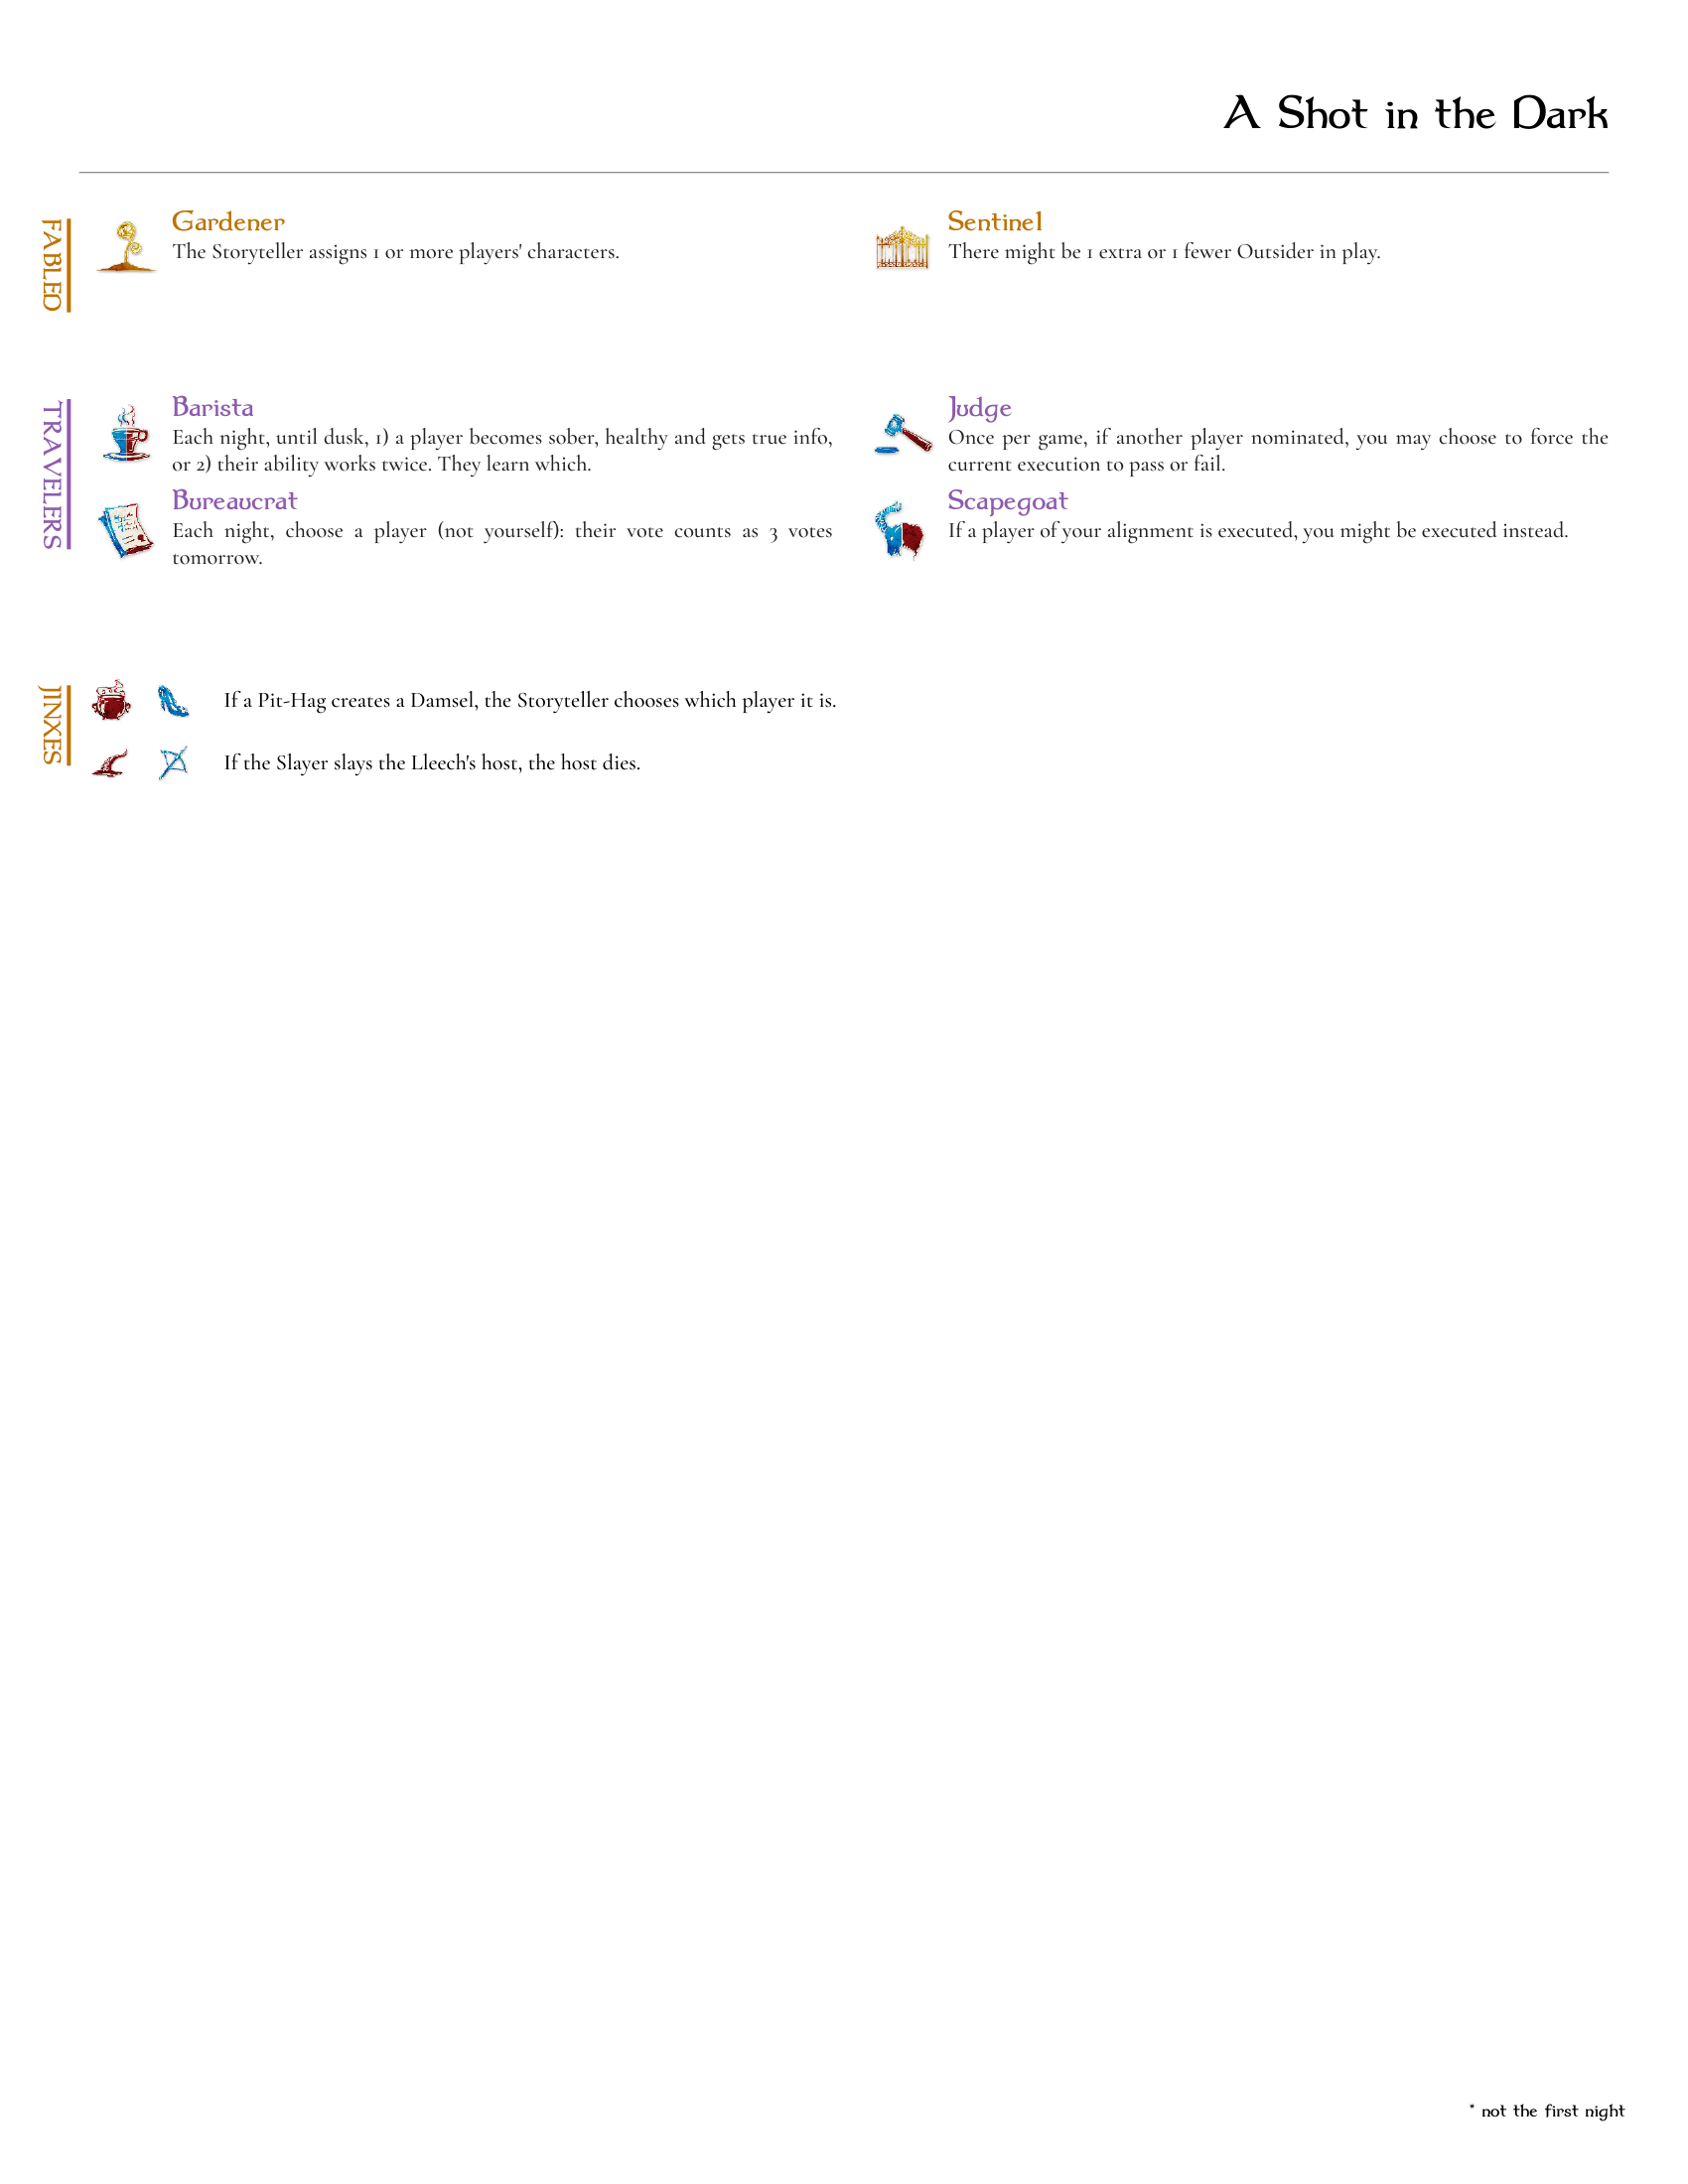 A Shot in the Dark
FABLED
Gardener
The Storyteller assigns 1 or more players' characters.
Sentinel
There might be 1 extra or 1 fewer Outsider in play.
TRAVELERS
Barista
Each night, until dusk, 1) a player becomes sober, healthy and gets true info,
or 2) their ability works twice. They learn which.
Judge
Once per game, if another player nominated, you may choose to force the
current execution to pass or fail.
Bureaucrat
Each night, choose a player (not yourself): their vote counts as 3 votes
tomorrow.
Scapegoat
If a player of your alignment is executed, you might be executed instead.
JINXES
If a Pit-Hag creates a Damsel, the Storyteller chooses which player it is.
If the Slayer slays the Lleech's host, the host dies.
* not the first night